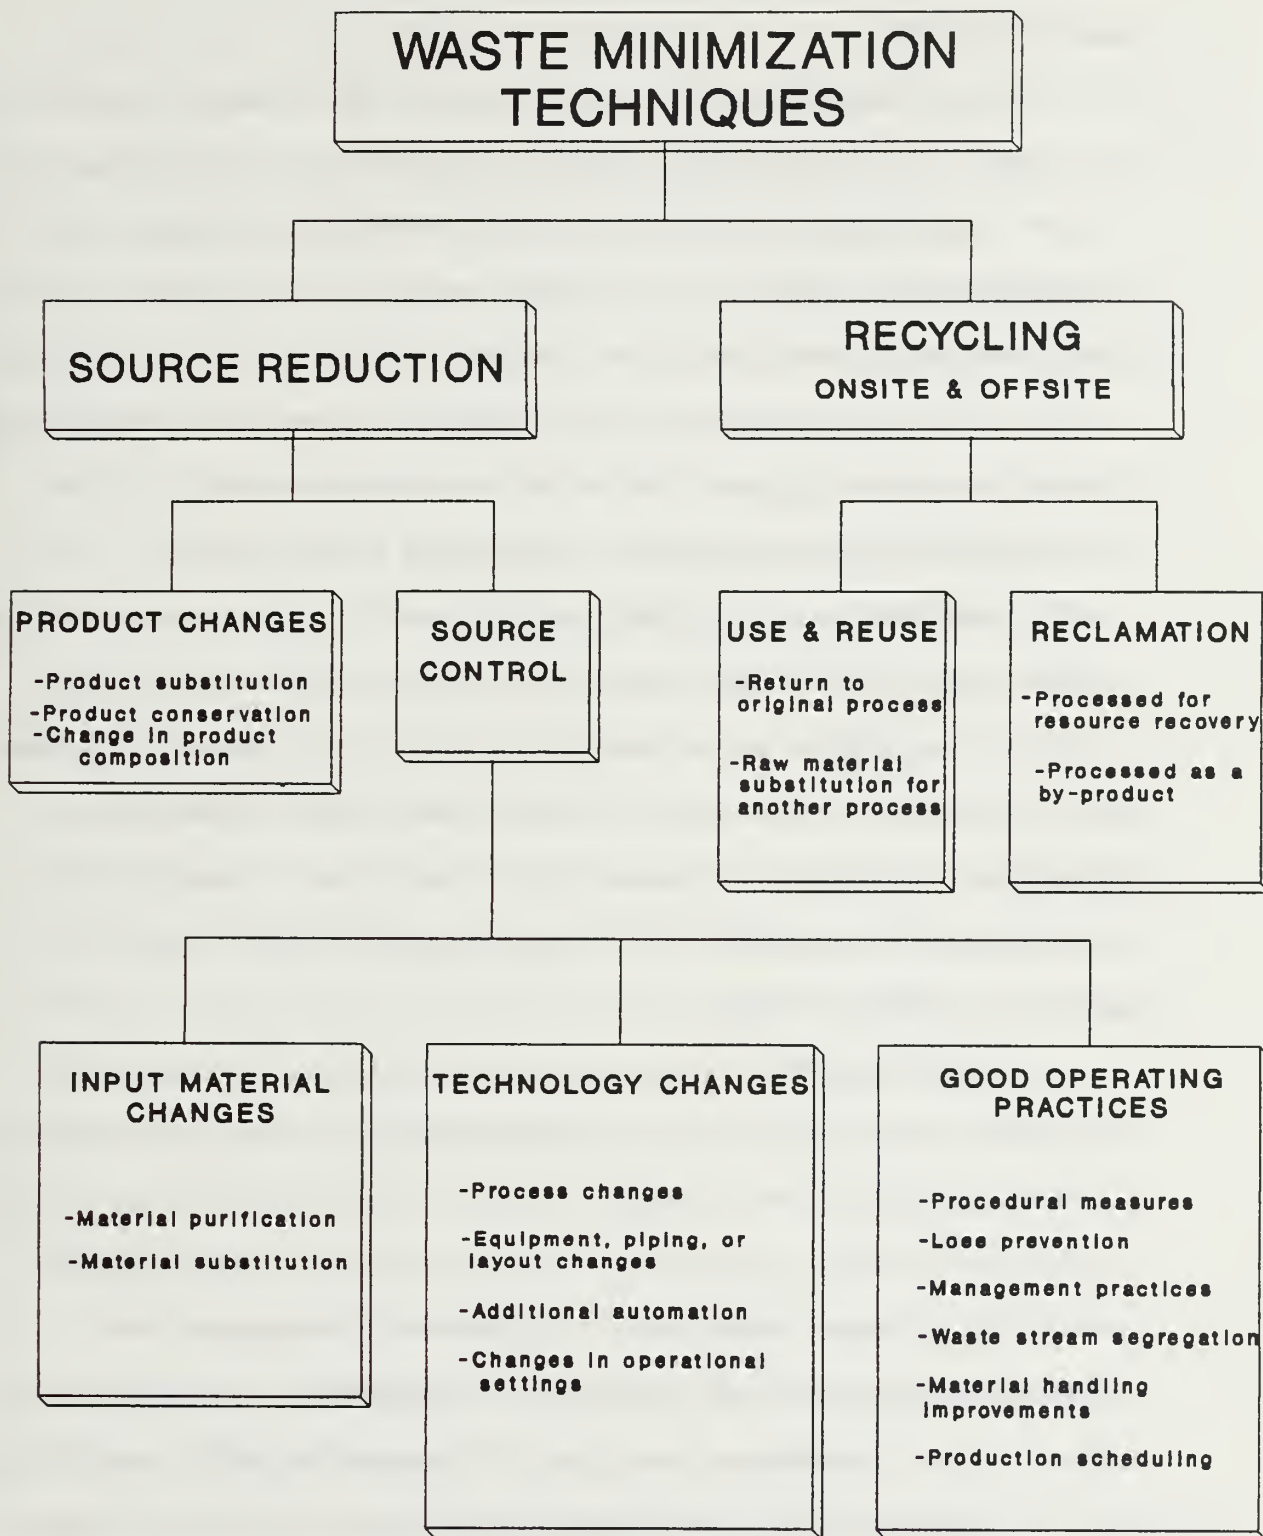 WASTE MINIMIZATION
TECHNIQUES
SOURCE REDUCTION
RECYCLING
ONSITE & OFFSITE
PRODUCT CHANGES
-Product substitution
-Product conservation
-Change in product
composition
SOURCE
CONTROL
USE & REUSE
-Return to
original process
-Raw material
substitution for
another process
RECLAMATION
-Processed for
resource recovery
-Processed as a
by-product
INPUT MATERIAL
CHANGES
-Material purification
-Material substitution
TECHNOLOGY CHANGES
-Process changes
-Equipment, piping, or
layout changes
-Additional automation
-Changes in operational
settings
GOOD OPERATING
PRACTICES
-Procedural measures
-Loss prevention
-Management practices
-Waste stream segregation
-Material handling
improvements
-Production scheduling